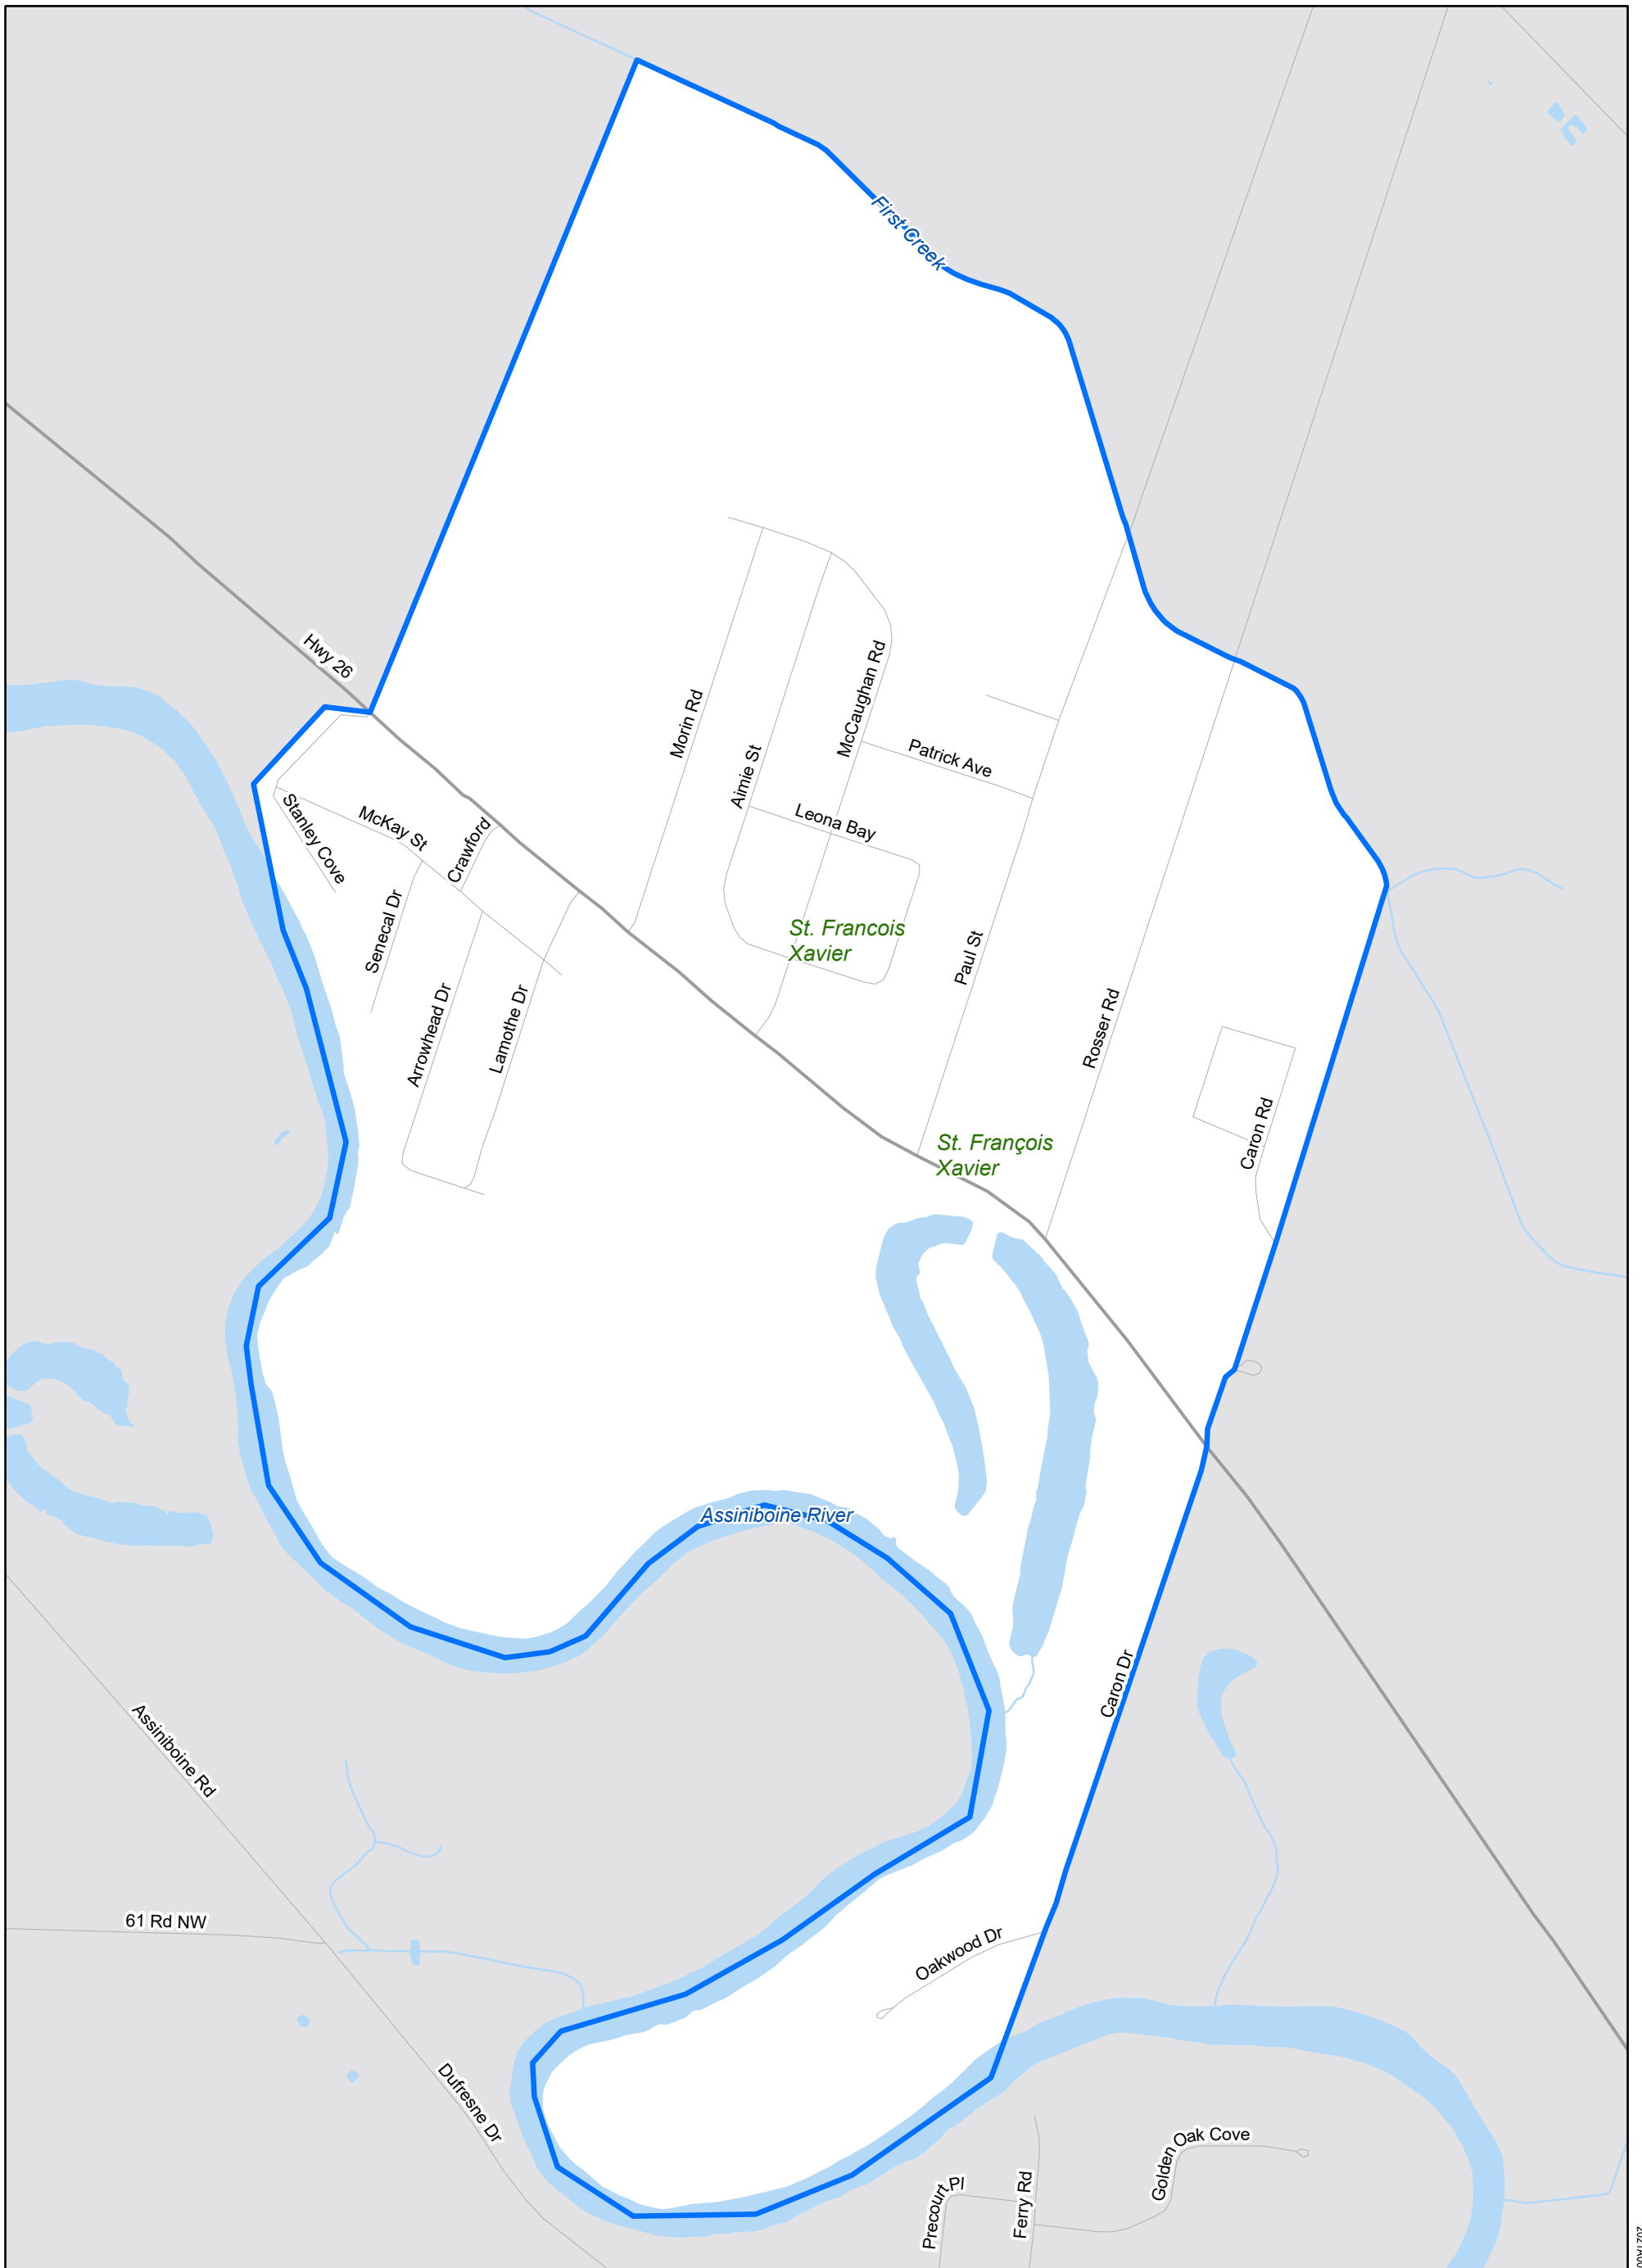 First Creek
Hwy 26
Morin Rd
McCaughan Rd
Aimie St
Patrick Ave
Leona Bay
Stanley Cove
McKay St
Crawford
Senecal Dr
St. Francois
Xavier
Paul St
Arrowhead Dr
Lamothe Dr
Rosser Rd
St. François
Xavier
Caron Rd
Assiniboine River
Caron Dr
Assiniboine Rd
61 Rd NW
Oakwood Dr
Dufresne Dr
Golden Oak Cove
Precourt Pl
Ferry Rd